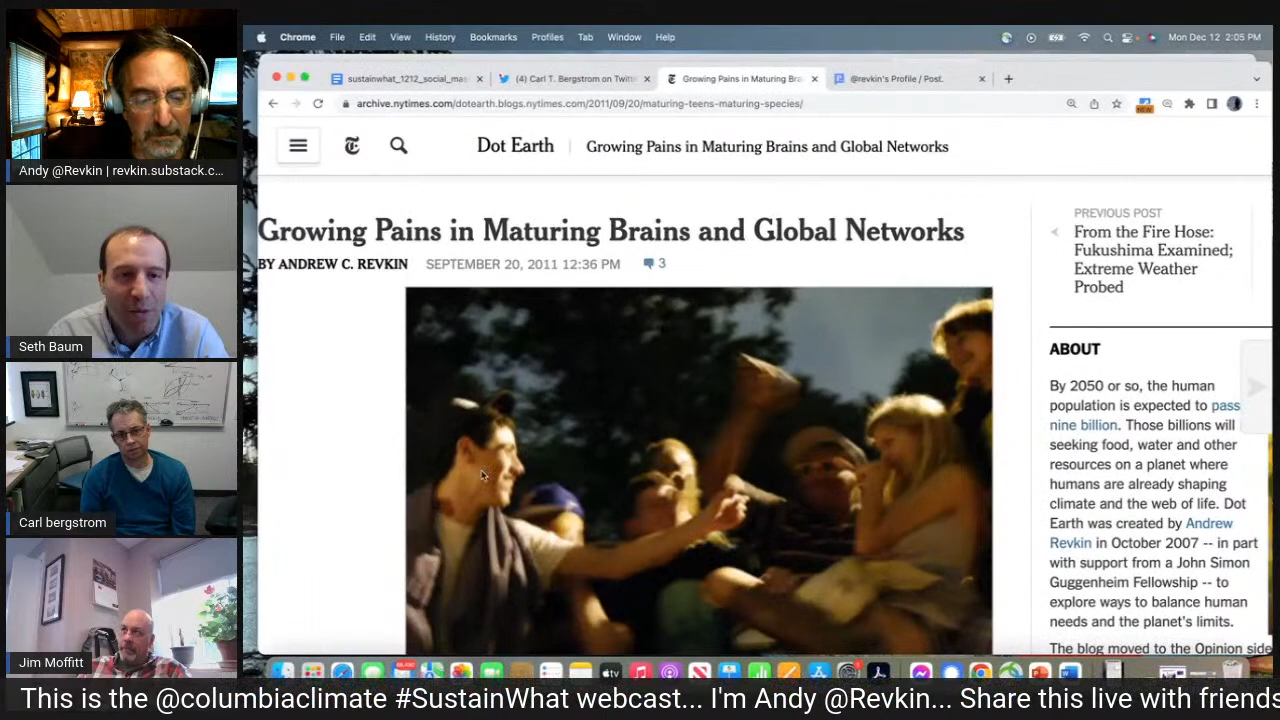 Andy @Revkin | revkin.substack.c...
Seth Baum
Carl bergstrom
Jim Moffitt
Chrome File Edit View History Bookmarks Profiles Tab Window Help
Mon Dec 12 2:05 PM
sustainwhat_1212_social_mas
(4) Carl T. Bergstrom on Twitt
Growing Pains in Maturing Bra
@revkin's Profile / Post.
archive.nytimes.com/dotearth.blogs.nytimes.com/2011/09/20/maturing-teens-maturing-species/
NEW
Dot Earth | Growing Pains in Maturing Brains and Global Networks
Growing Pains in Maturing Brains and Global Networks
BY ANDREW C. REVKIN SEPTEMBER 20, 2011 12:36 PM 3
PREVIOUS POST
From the Fire Hose:
Fukushima Examined;
Extreme Weather
Probed
ABOUT
By 2050 or so, the human
population is expected to pass
nine billion. Those billions will
seeking food, water and other
resources on a planet where
humans are already shaping
climate and the web of life. Dot
Earth was created by Andrew
Revkin in October 2007 -- in part
with support from a John Simon
Guggenheim Fellowship -- to
explore ways to balance human
needs and the planet's limits.
The blog moved to the Opinion side
This is the @columbiaclimate #SustainWhat webcast... I'm Andy @Revkin... Share this live with friends